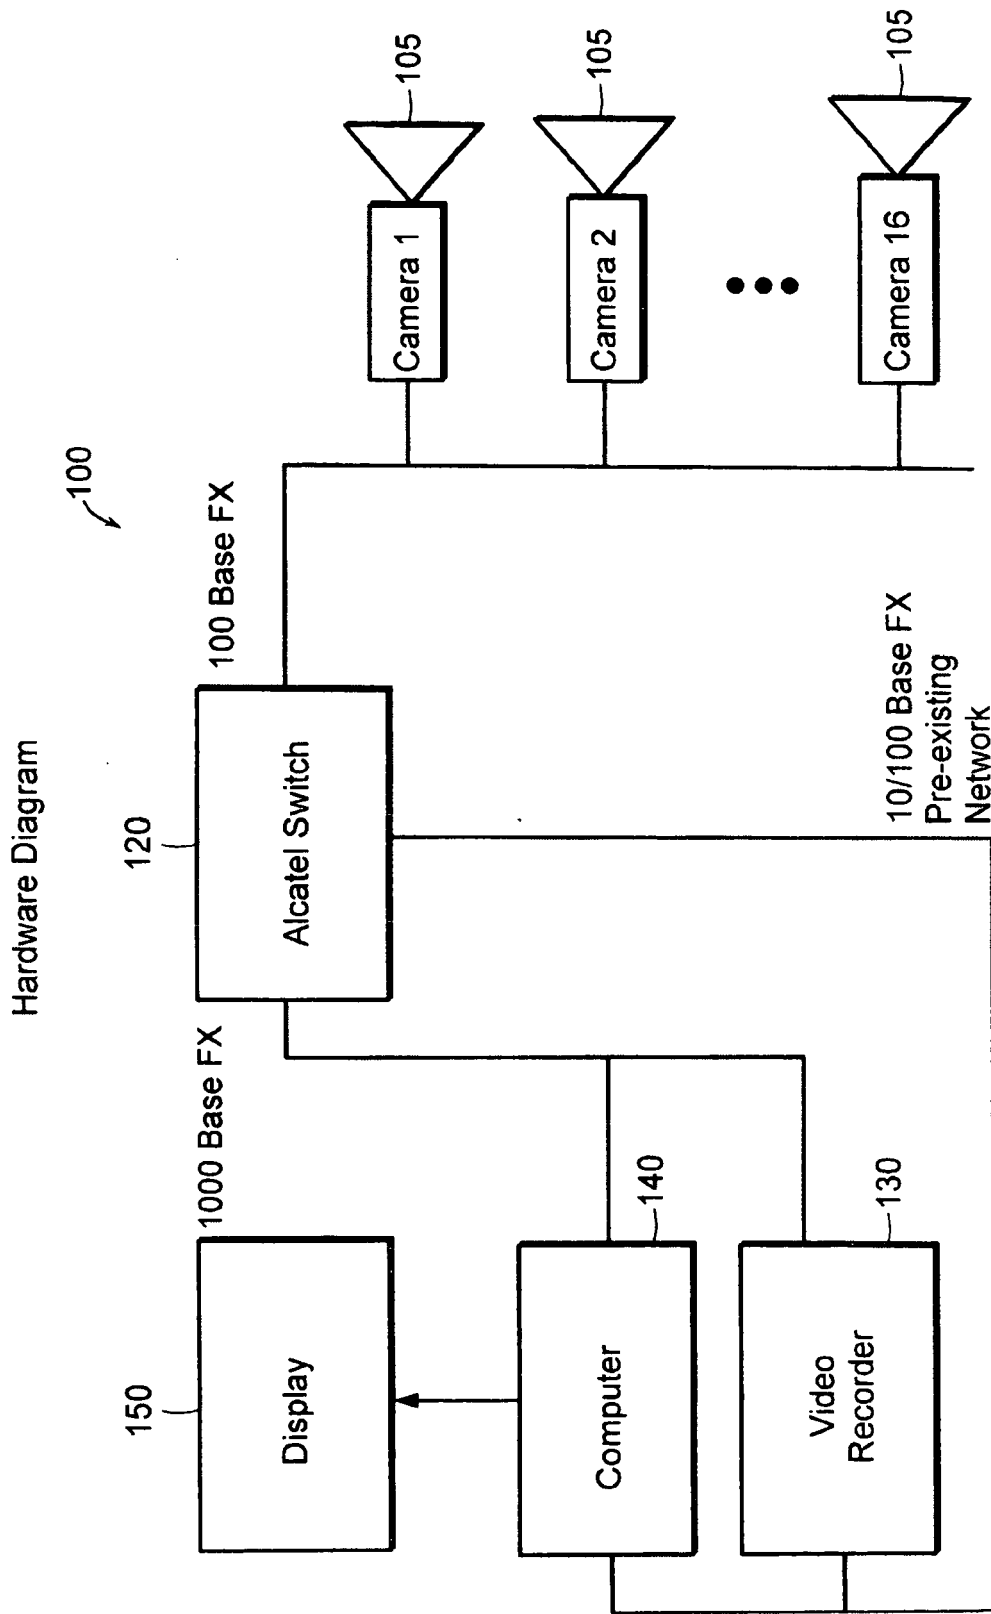 Hardware Diagram
100
150
1000 Base FX
120
100 Base FX
Display
Alcatel Switch
Camera 1
105
Computer
140
Camera 2
105
Video
Recorder
130
10/100 Base FX
Pre-existing
Network
Camera 16
105